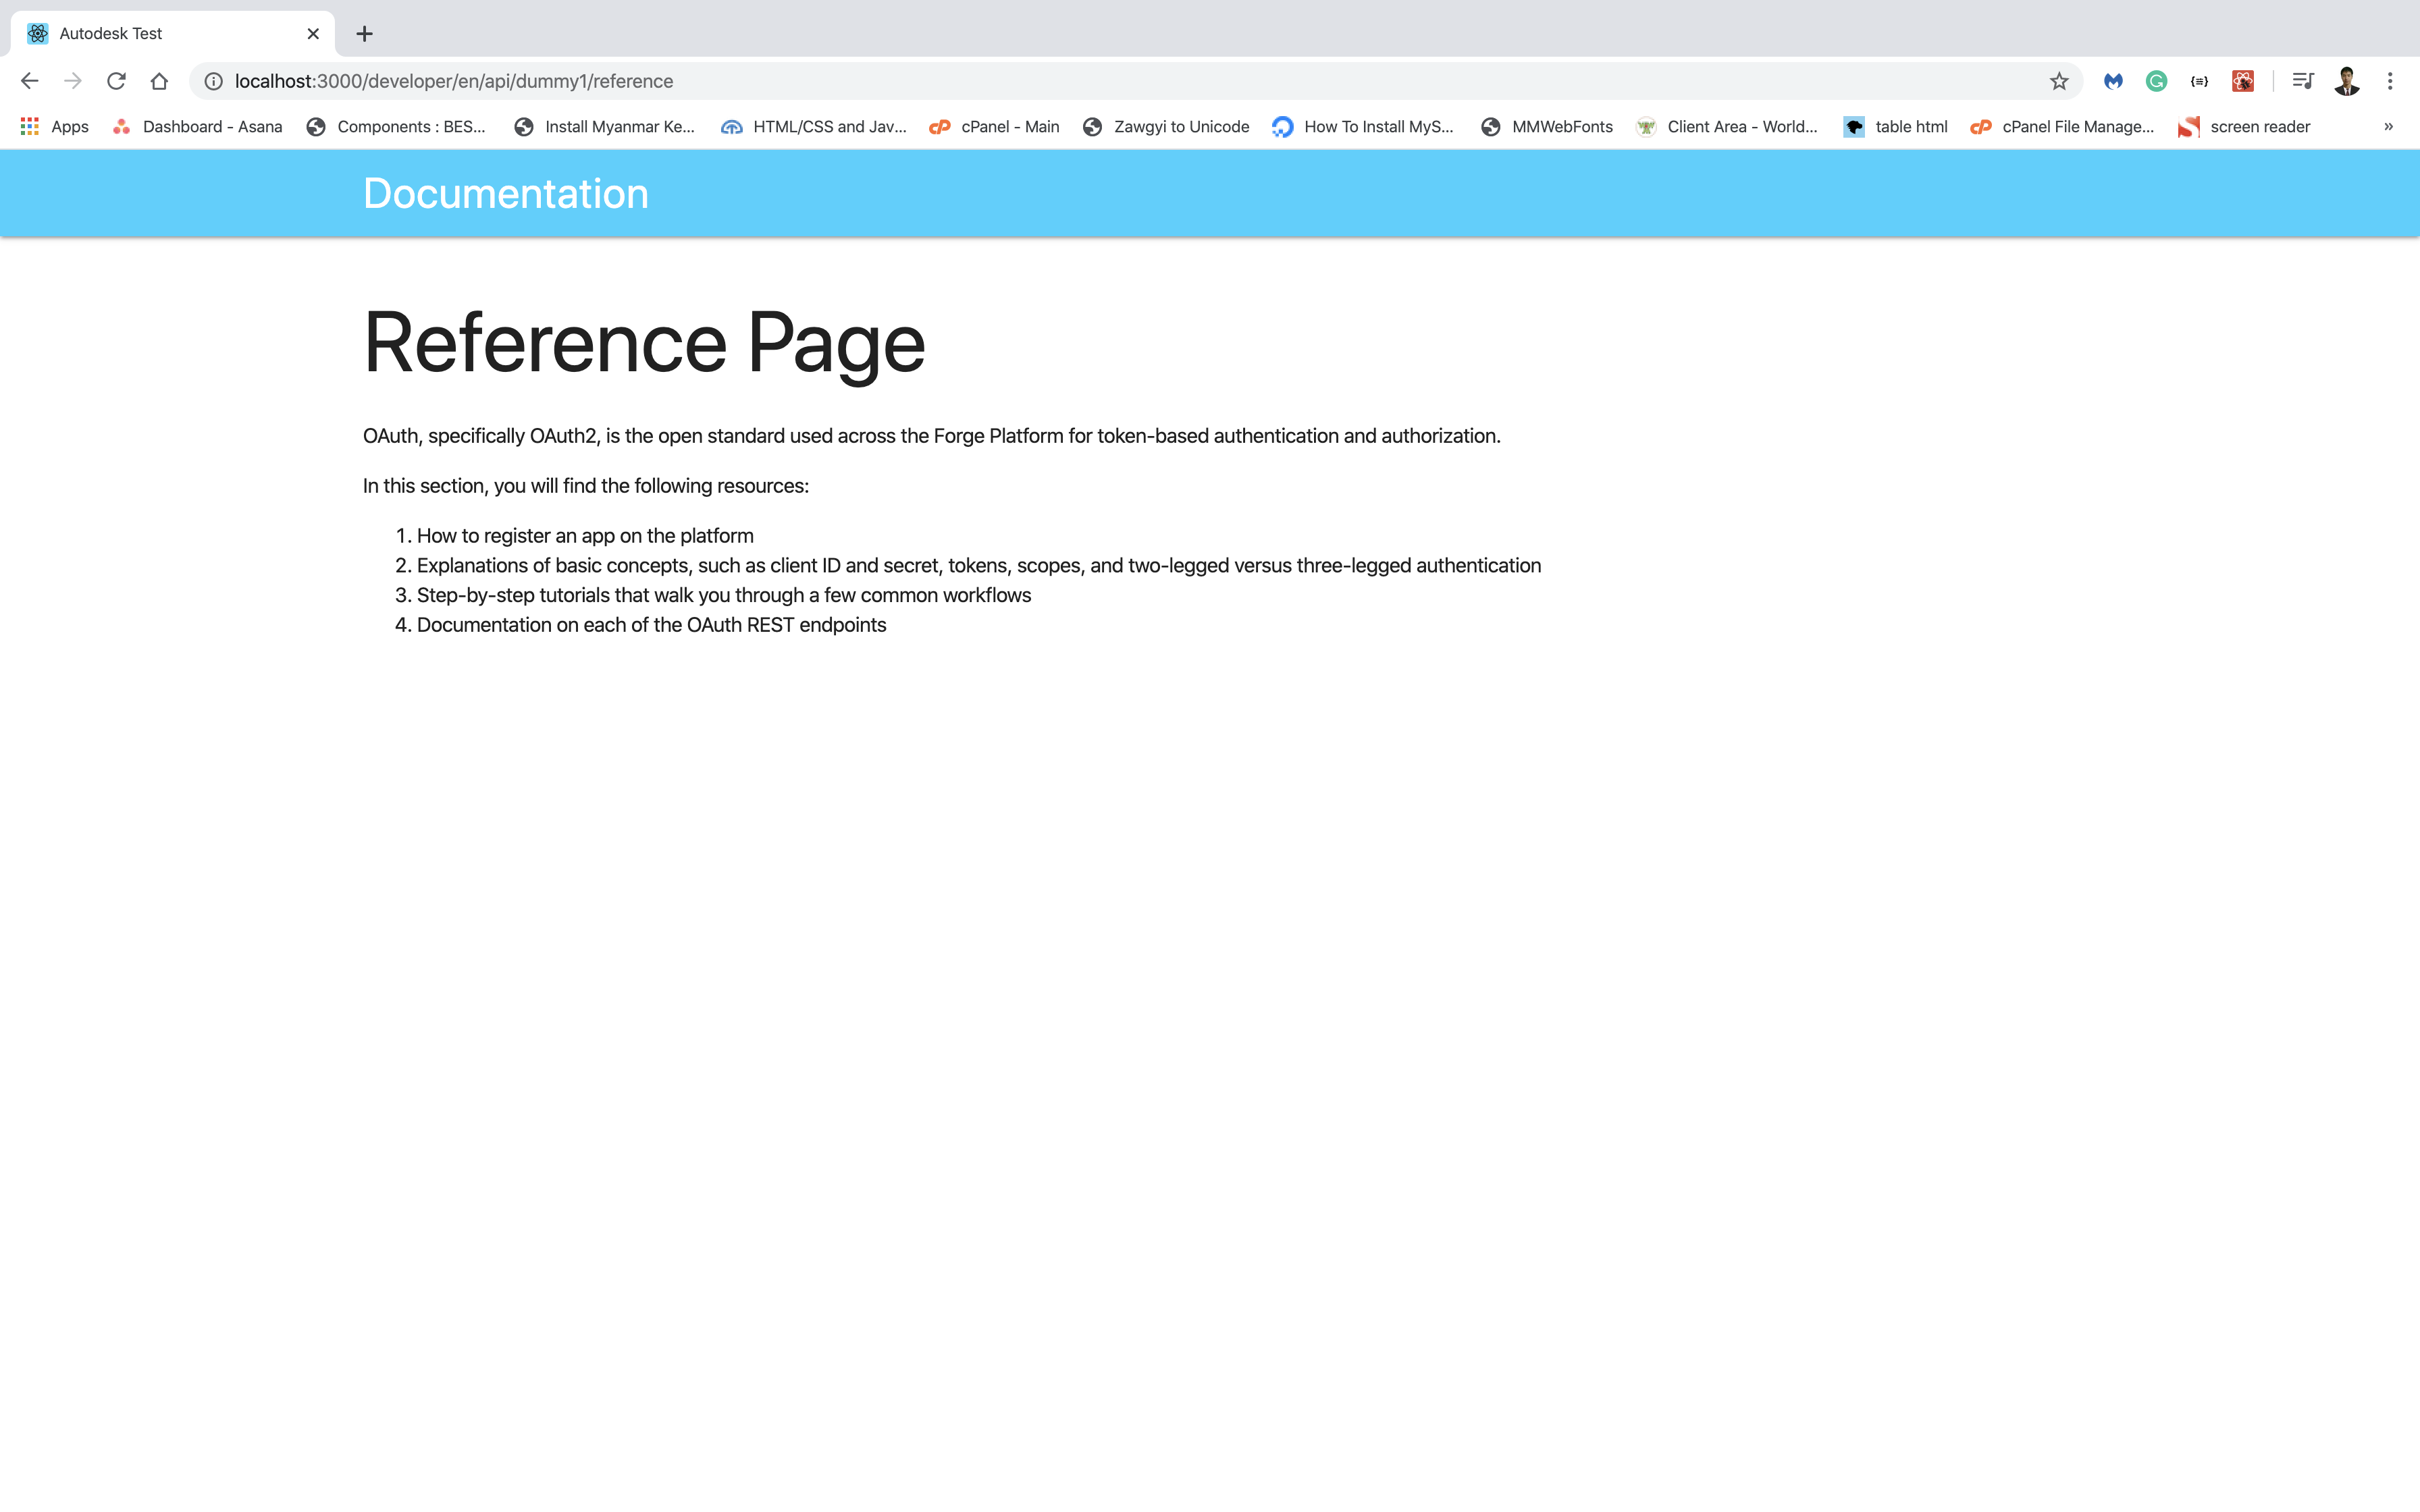 Autodesk Test
localhost:3000/developer/en/api/dummy1/reference
Apps Dashboard - Asana Components : BES... Install Myanmar Ke... HTML/CSS and Jav... cPanel - Main Zawgyi to Unicode How To Install MyS... MMWebFonts Client Area - World... table html cPanel File Manage... screen reader »
Documentation
Reference Page
OAuth, specifically OAuth2, is the open standard used across the Forge Platform for token-based authentication and authorization.
In this section, you will find the following resources:
1. How to register an app on the platform
2. Explanations of basic concepts, such as client ID and secret, tokens, scopes, and two-legged versus three-legged authentication
3. Step-by-step tutorials that walk you through a few common workflows
4. Documentation on each of the OAuth REST endpoints